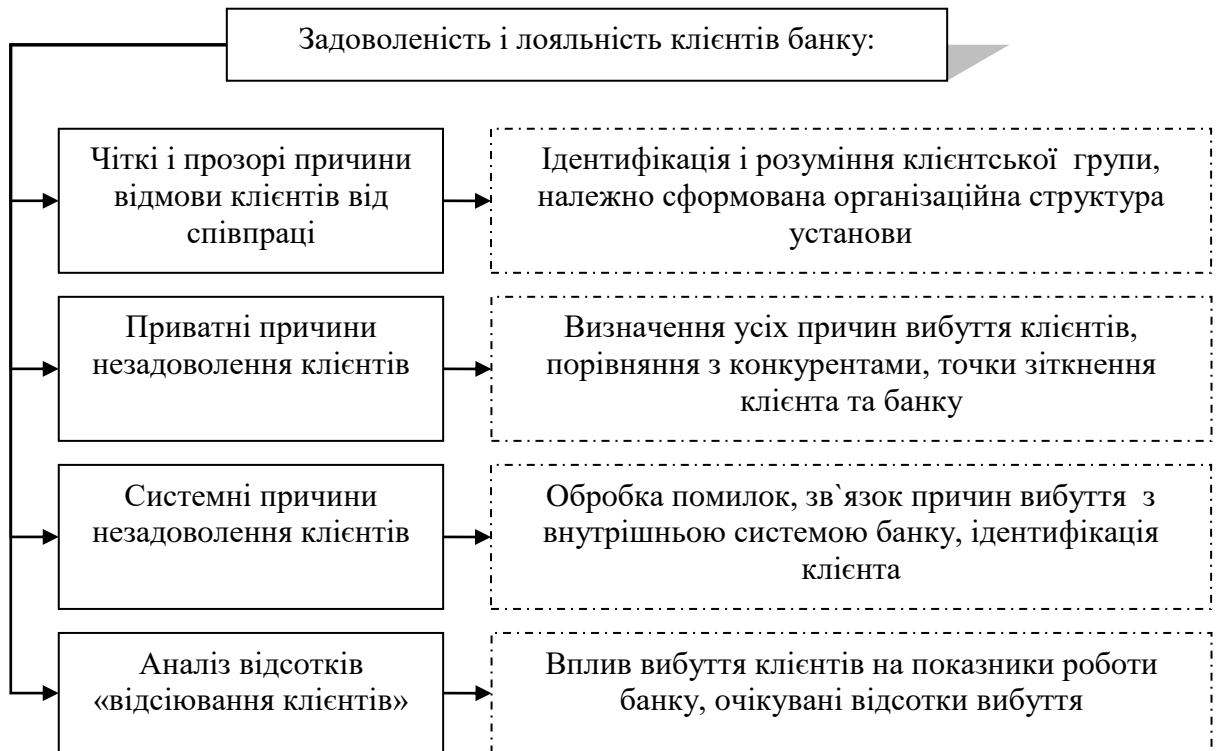 Задоволеність і лояльність клієнтів банку:
Чіткі і прозорі причини
відмови клієнтів від
співпраці
Ідентифікація і розуміння клієнтської групи,
належно сформована організаційна структура
установи
Приватні причини
незадоволення клієнтів
Визначення усіх причин вибуття клієнтів,
порівняння з конкурентами, точки зіткнення
клієнта та банку
Системні причини
незадоволення клієнтів
Обробка помилок, зв`язок причин вибуття з
внутрішньою системою банку, ідентифікація
клієнта
Аналіз відсотків
«відсіювання клієнтів»
Вплив вибуття клієнтів на показники роботи
банку, очікувані відсотки вибуття